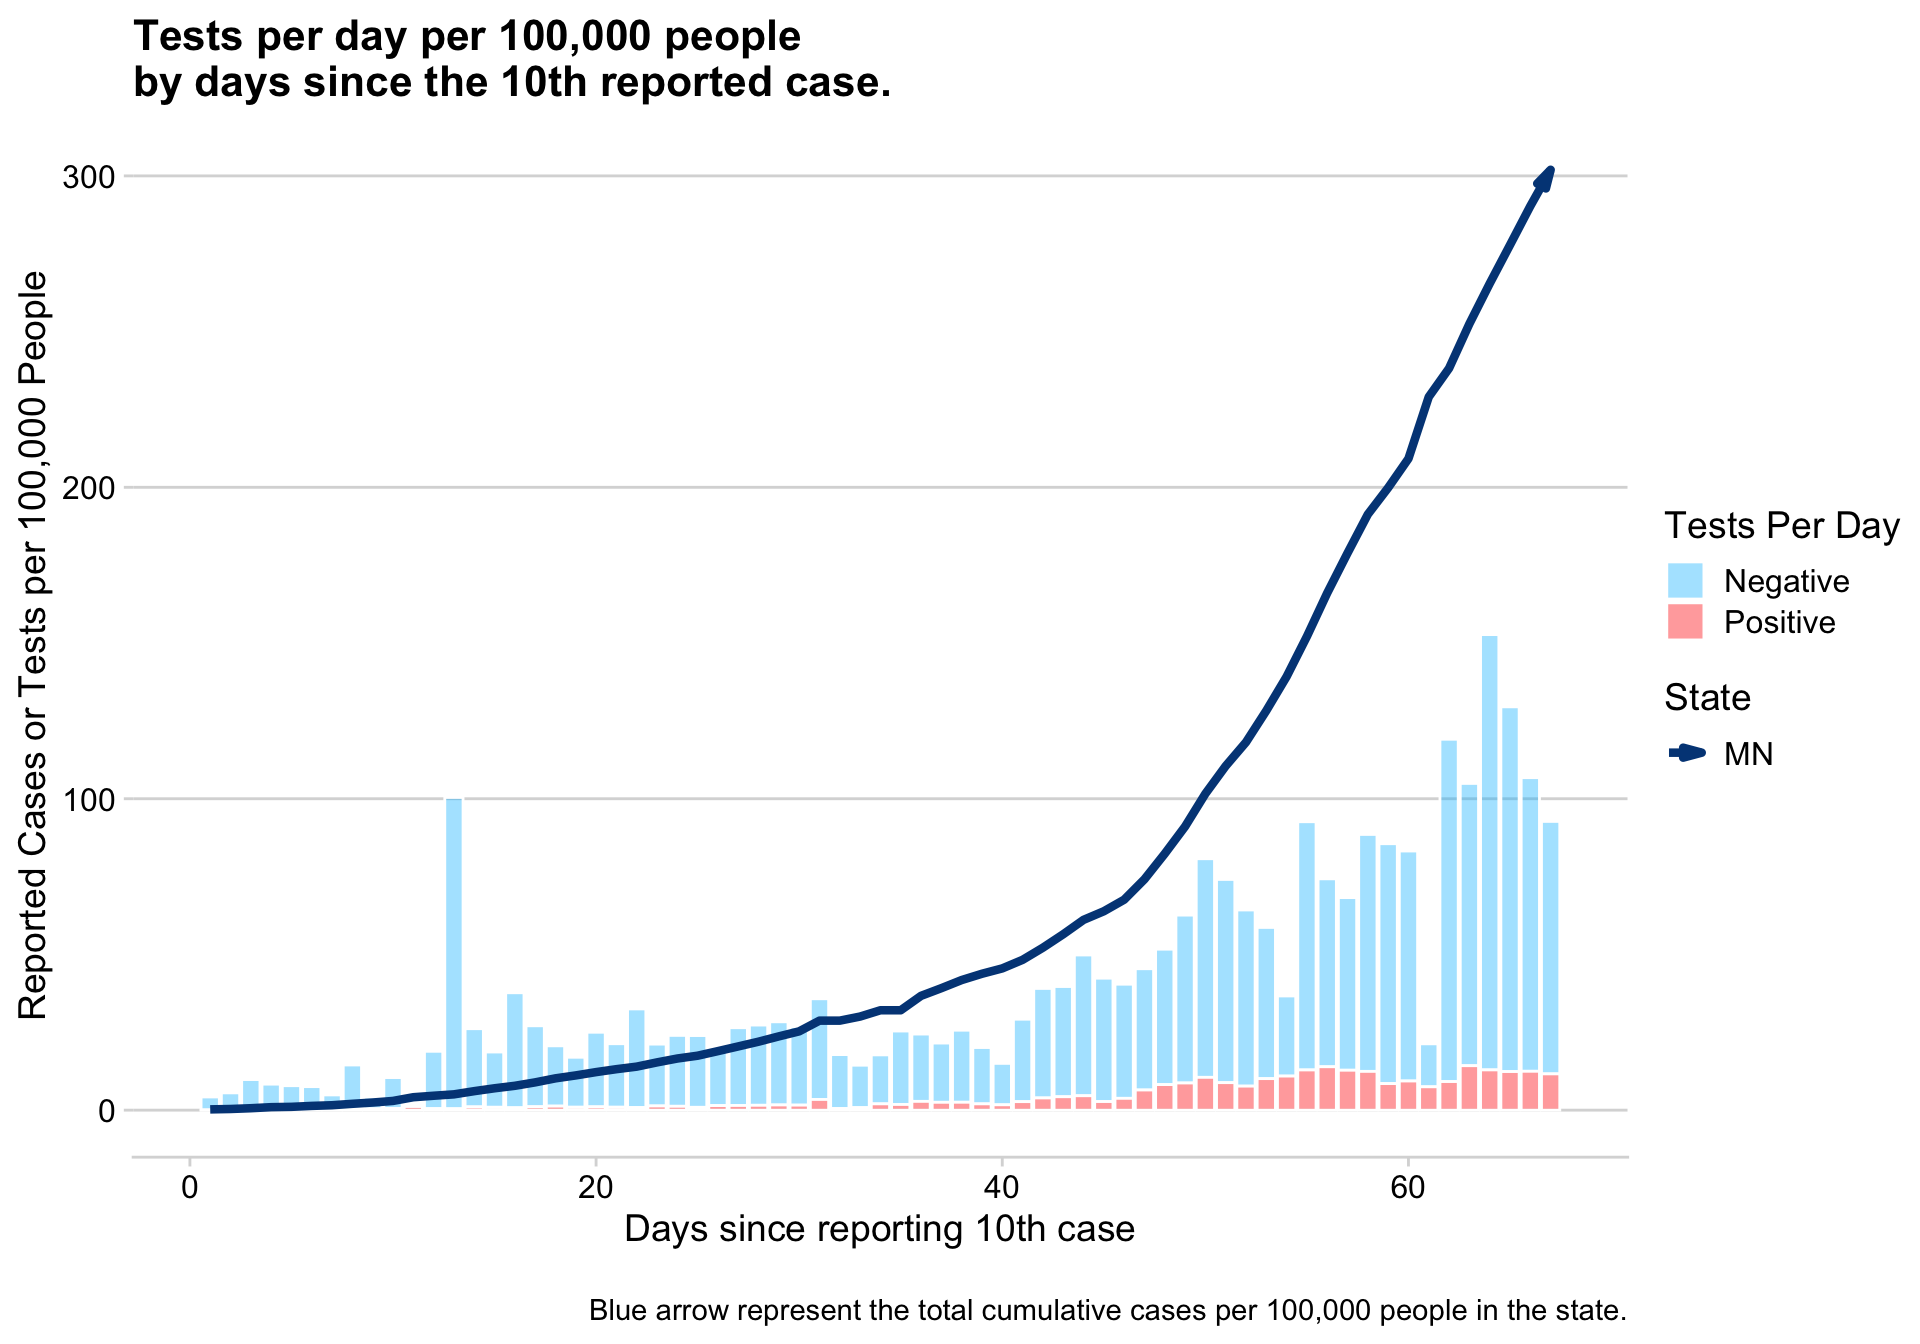 Tests per day per 100,000 people
by days since the 10th reported case.
Reported Cases or Tests per 100,000 People
300
200
100
0
0
20
40
60
Days since reporting 10th case
Tests Per Day
Negative
Positive
State
MN
Blue arrow represent the total cumulative cases per 100,000 people in the state.